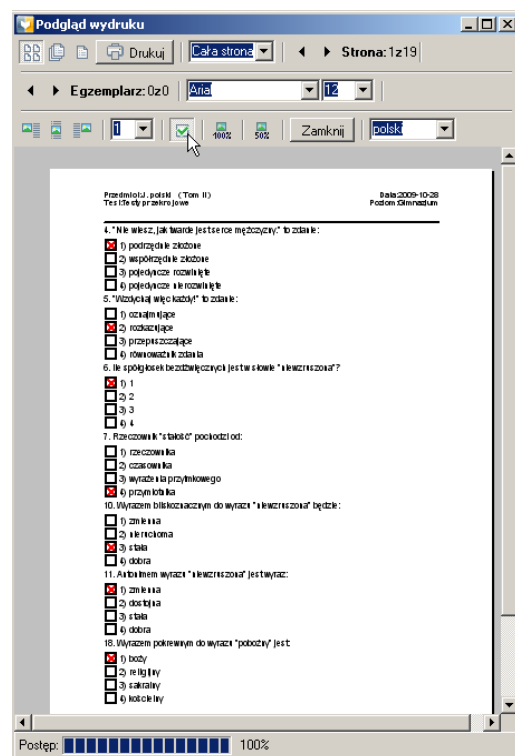 Podgląd wydruku
Drukuj Cała strona Strona: 1 z 19
Egzemplarz: 0 z 0 Arial 12
1 100% 50% Zamknij polski
Przedmiot:J. polski (Tom II) Data:2009-10-28
Test:Testy przekrojowe Poziom:Gimnazjum
4. "Nie wiesz, jak twarde jest serce mężczyzny." to zdanie:
1) podrzędnie złożone
2) współrzędnie złożone
3) pojedyncze rozwinięte
4) pojedyncze nierozwinięte
5. "Wzdychaj więc każdy!" to zdanie:
1) oznajmujące
2) rozkazujące
3) przepuszczające
4) równoważnik zdania
6. Ile spółgłosek bezdźwięcznych jest w słowie "niewzruszona"?
1) 1
2) 2
3) 3
4) 4
7. Rzeczownik "stałość" pochodzi od:
1) rzeczownika
2) czasownika
3) wyrażenia przyimkowego
4) przymiotnika
10. Wyrazem bliskoznacznym do wyrazu "niewzruszona" będzie:
1) zmienna
2) nieruchoma
3) stała
4) dobra
11. Antonimem wyrazu "niewzruszona" jest wyraz:
1) zmienna
2) dostojna
3) stała
4) dobra
18. Wyrazem pokrewnym do wyrazu "pobożny" jest:
1) boży
2) religijny
3) sakralny
4) kościelny
Postęp: 100%